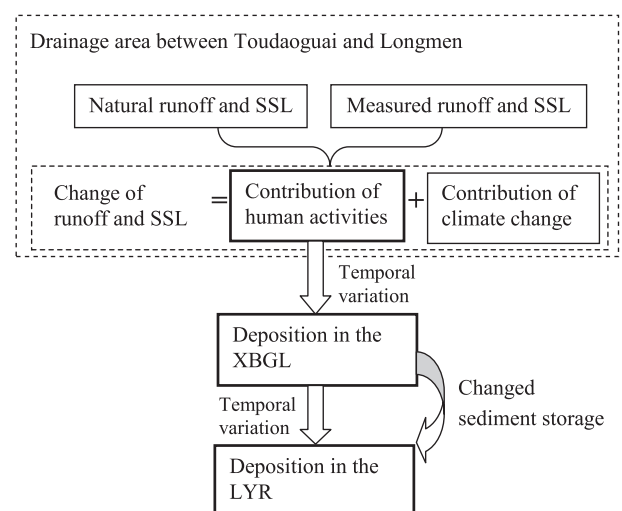 Drainage area between Toudaoguai and Longmen
Natural runoff and SSL
Measured runoff and SSL
Change of
runoff and SSL
=
Contribution of
human activities
+
Contribution of
climate change
Temporal
variation
Deposition in the
XBGL
Temporal
variation
Changed
sediment storage
Deposition in the
LYR